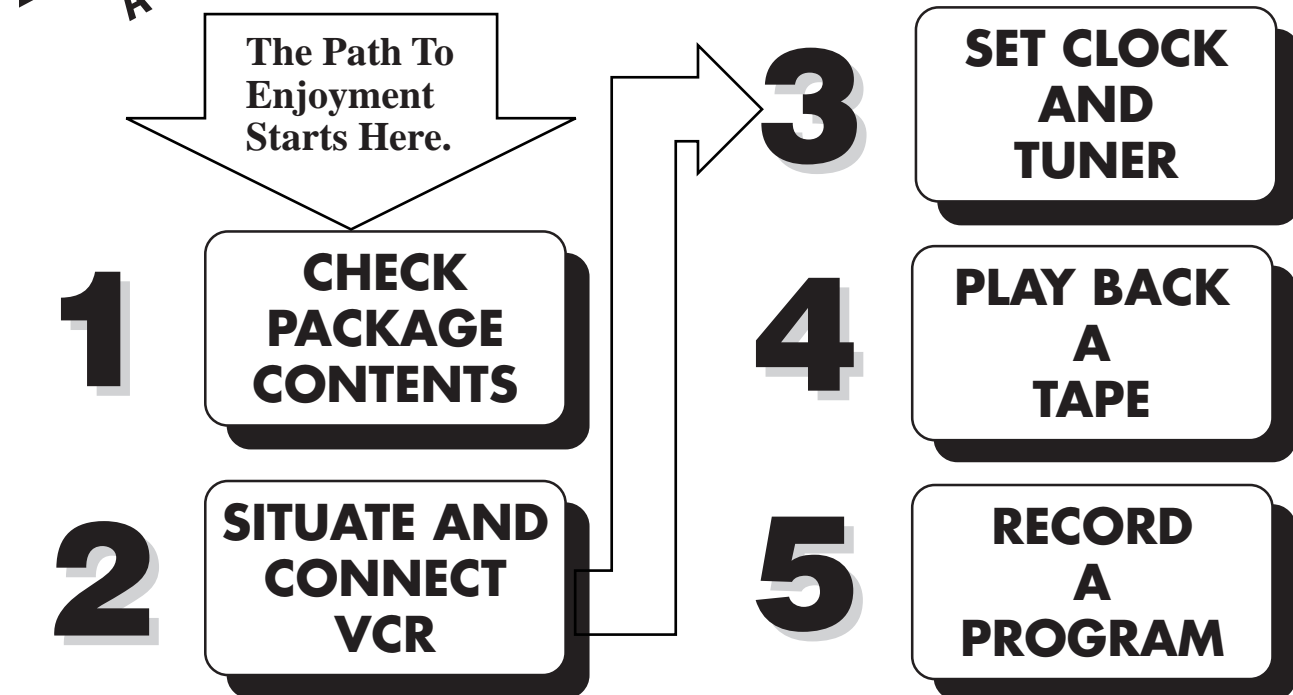 The Path To
Enjoyment
Starts Here.
1
CHECK
PACKAGE
CONTENTS
2
SITUATE AND
CONNECT
VCR
3
SET CLOCK
AND
TUNER
4
PLAY BACK
A
TAPE
5
RECORD
A
PROGRAM